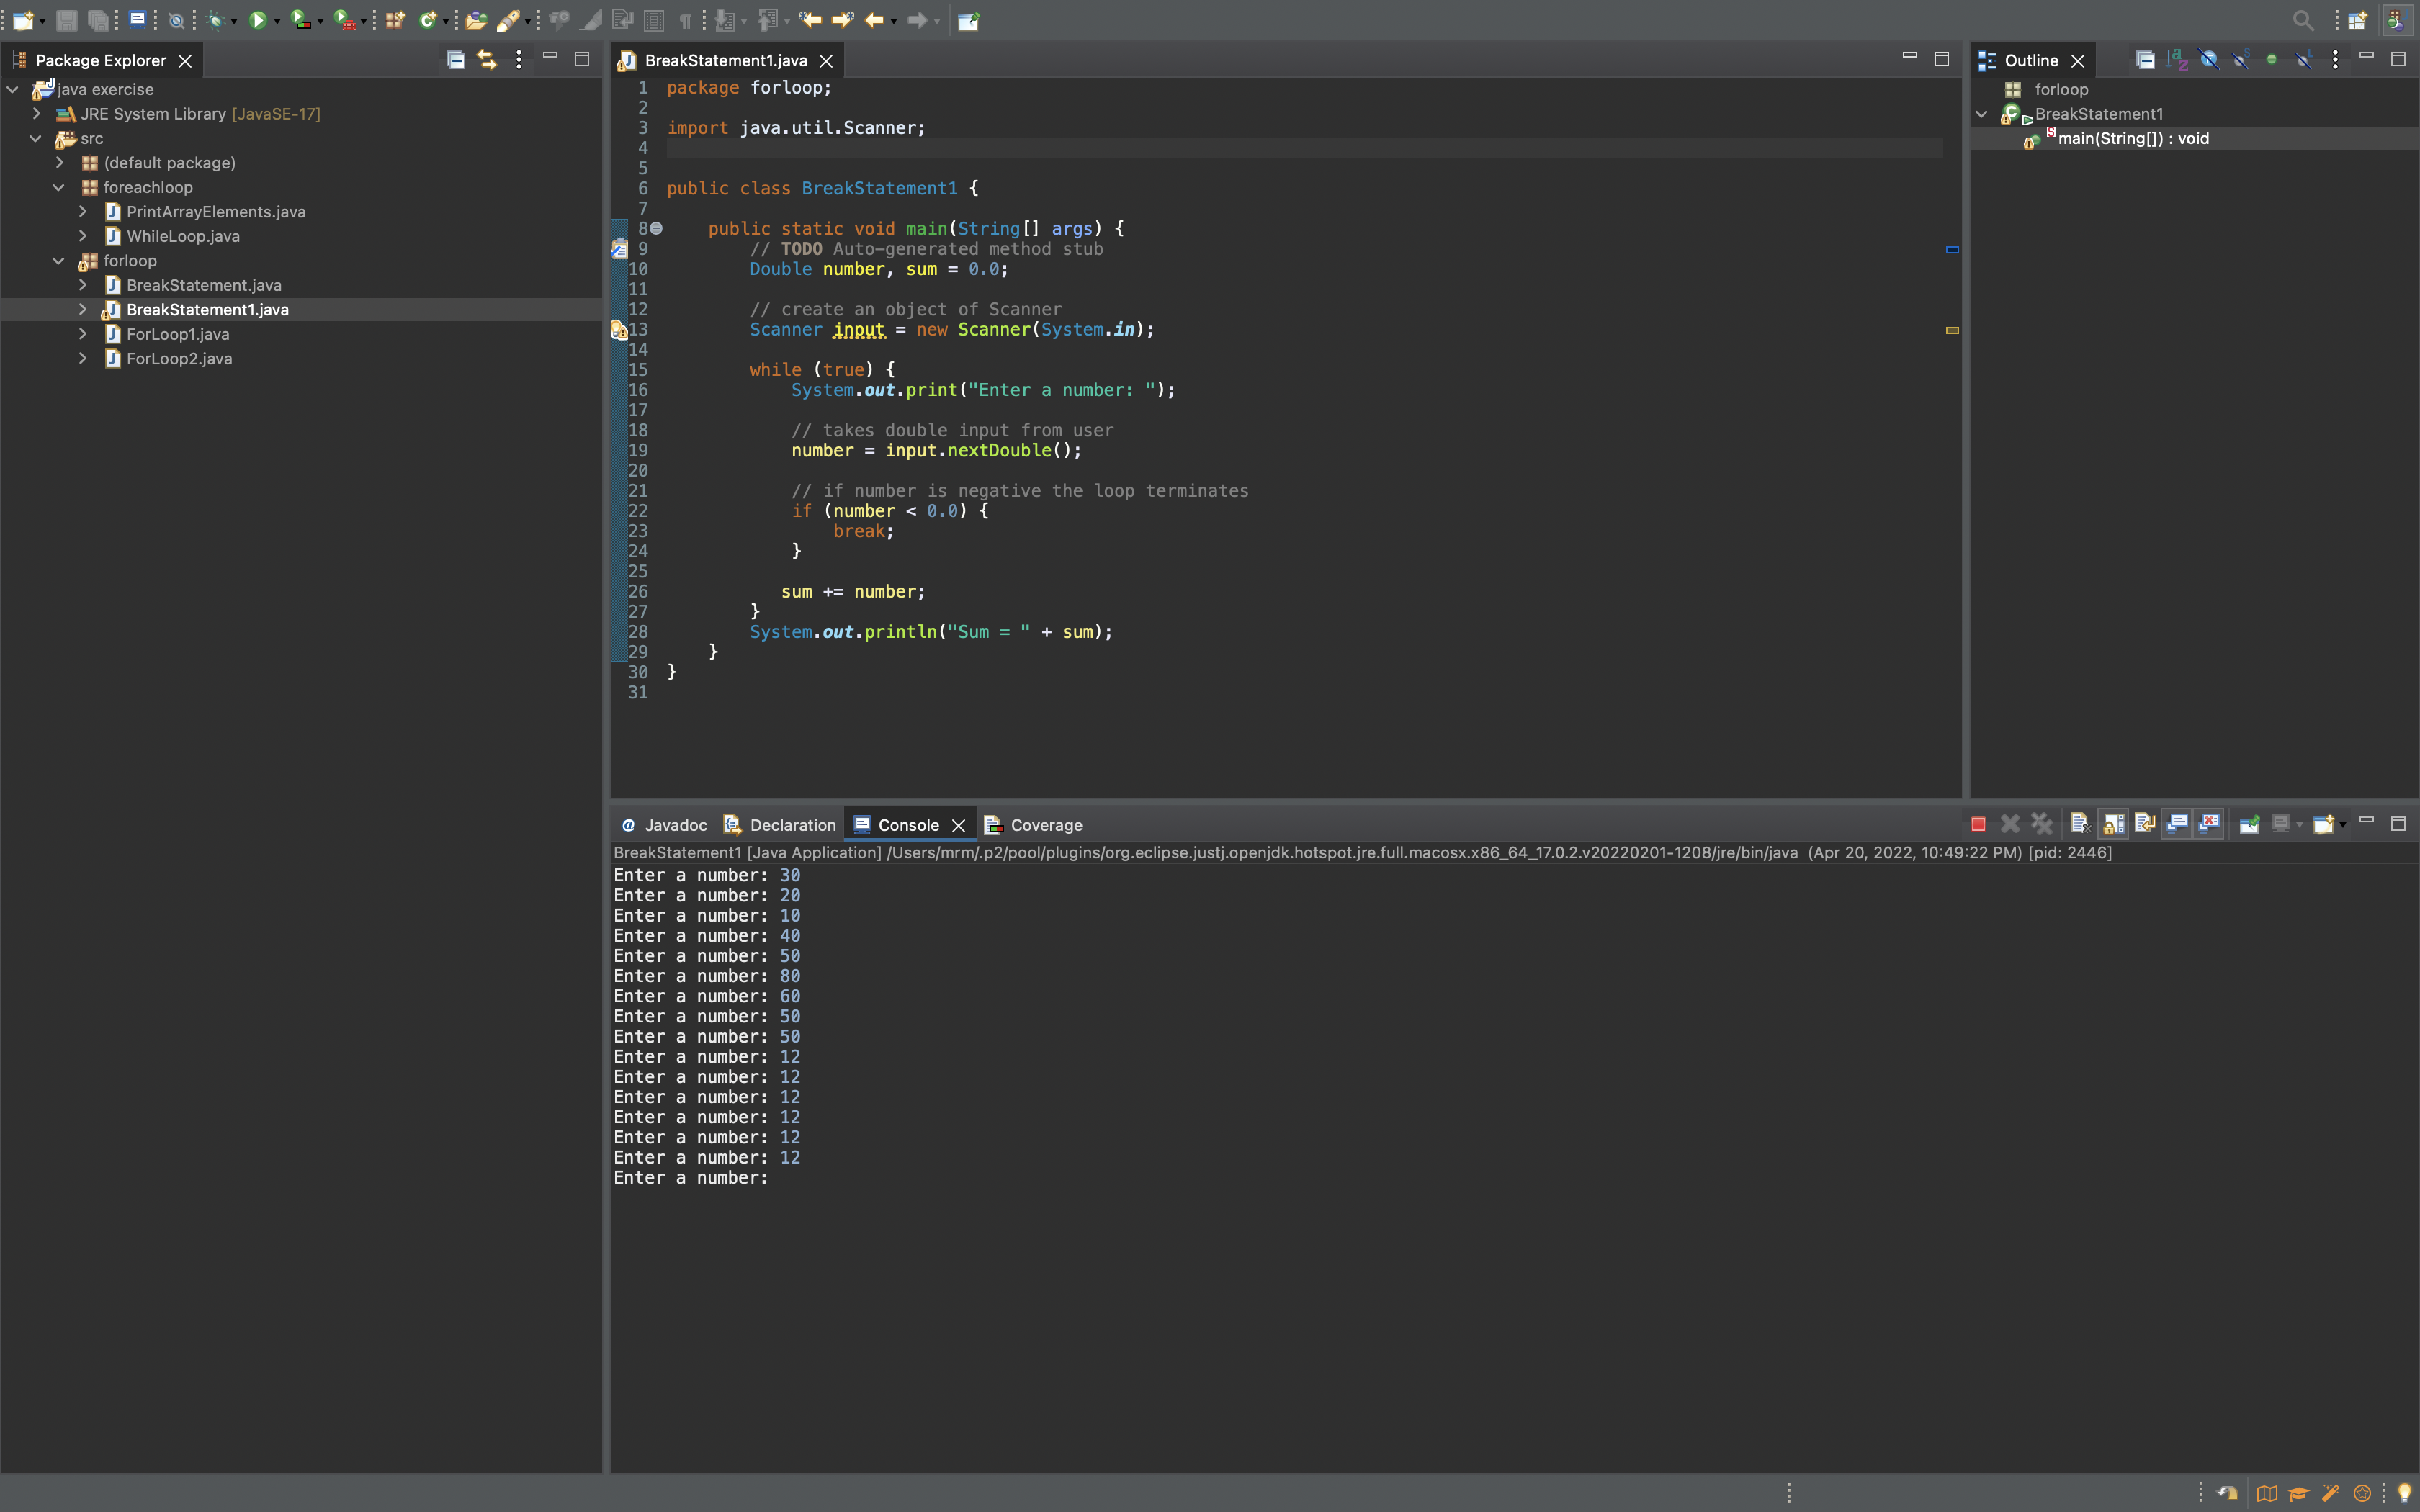 Package Explorer
java exercise
JRE System Library [JavaSE-17]
src
(default package)
foreachloop
PrintArrayElements.java
WhileLoop.java
forloop
BreakStatement.java
BreakStatement1.java
ForLoop1.java
ForLoop2.java
BreakStatement1.java
1 package forloop;
2
3 import java.util.Scanner;
4
5
6 public class BreakStatement1 {
7
8 public static void main(String[] args) {
9 // TODO Auto-generated method stub
10 Double number, sum = 0.0;
11
12 // create an object of Scanner
13 Scanner input = new Scanner(System.in);
14
15 while (true) {
16 System.out.print("Enter a number: ");
17
18 // takes double input from user
19 number = input.nextDouble();
20
21 // if number is negative the loop terminates
22 if (number < 0.0) {
23 break;
24 }
25
26 sum += number;
27 }
28 System.out.println("Sum = " + sum);
29 }
30 }
31
Outline
forloop
BreakStatement1
main(String[]) : void
Javadoc Declaration Console Coverage
BreakStatement1 [Java Application] /Users/mrm/.p2/pool/plugins/org.eclipse.justj.openjdk.hotspot.jre.full.macosx.x86_64_17.0.2.v20220201-1208/jre/bin/java (Apr 20, 2022, 10:49:22 PM) [pid: 2446]
Enter a number: 30
Enter a number: 20
Enter a number: 10
Enter a number: 40
Enter a number: 50
Enter a number: 80
Enter a number: 60
Enter a number: 50
Enter a number: 50
Enter a number: 12
Enter a number: 12
Enter a number: 12
Enter a number: 12
Enter a number: 12
Enter a number: 12
Enter a number: